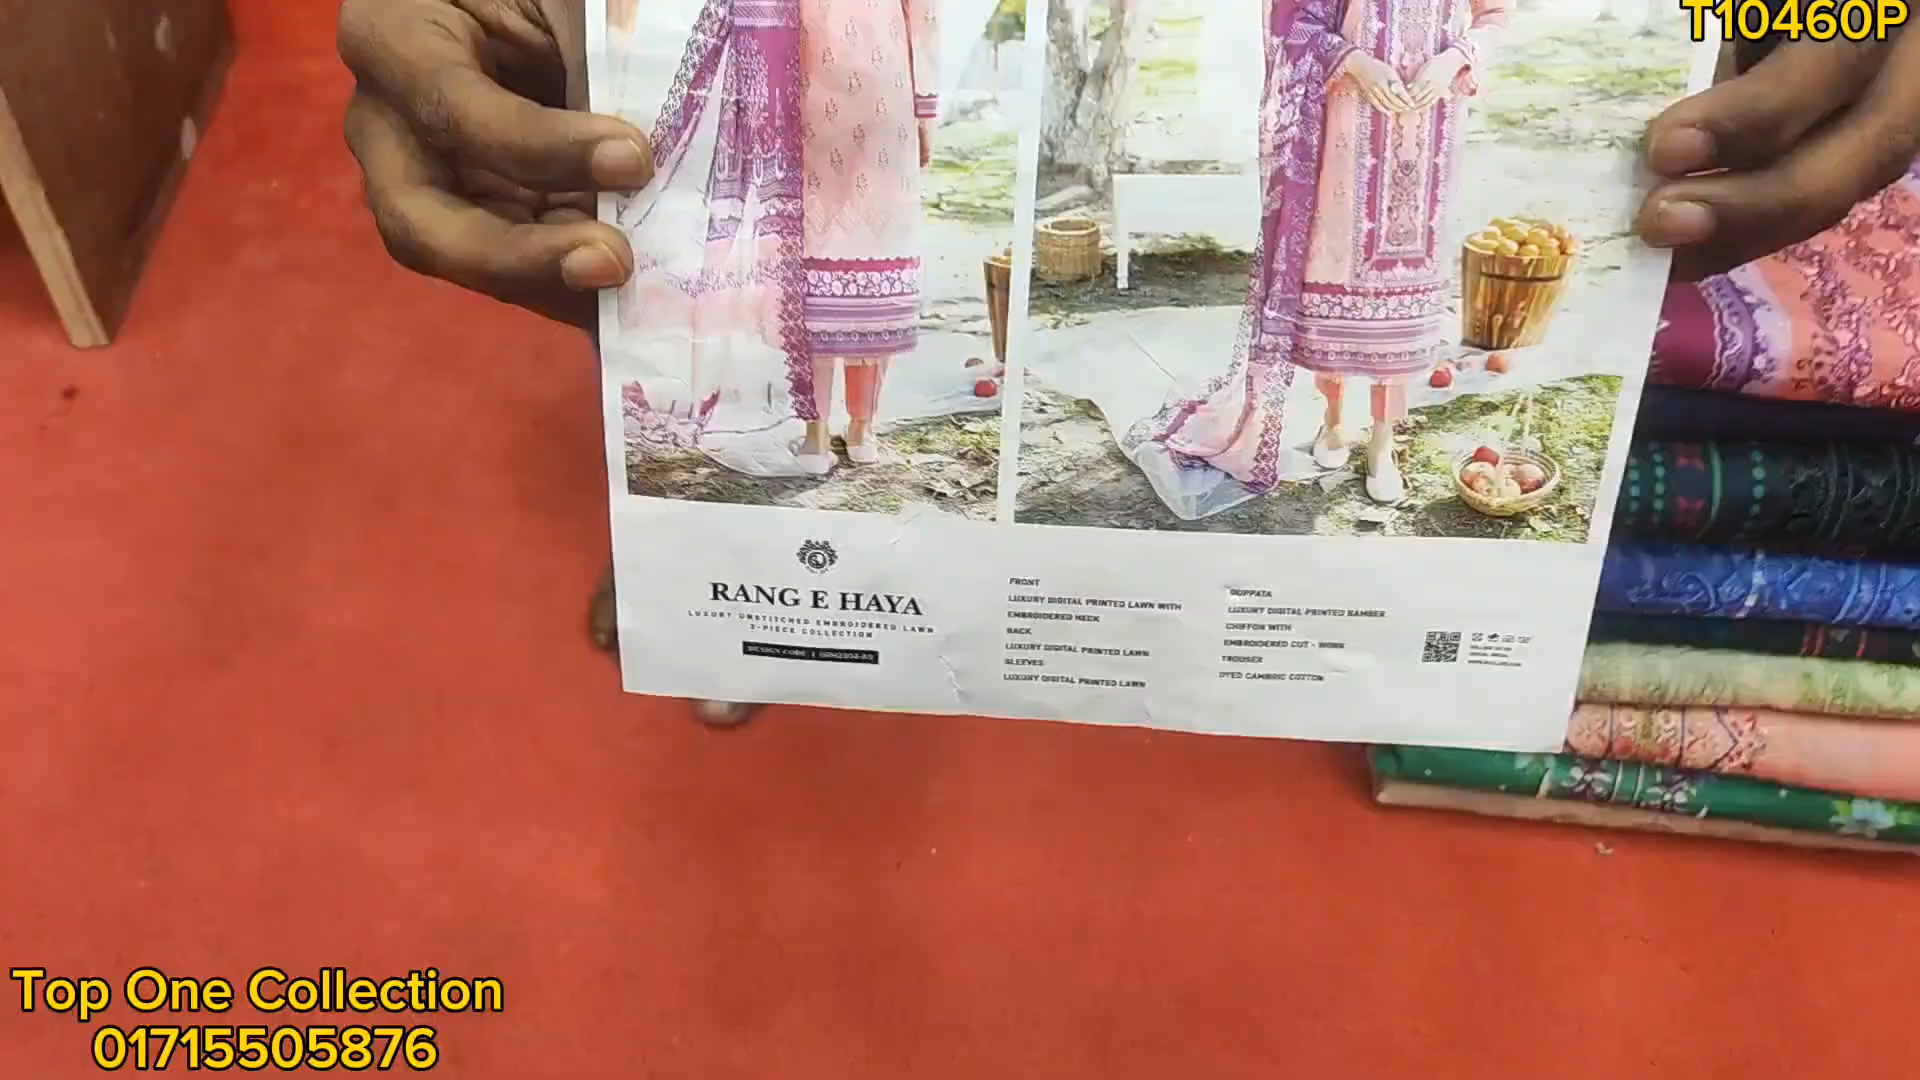 T10460P
RANG E HAYA
LUXURY UNSTITCHED EMBROIDERED LAWN
3-PIECE COLLECTION
DESIGN CODE |
FRONT
LUXURY DIGITAL PRINTED LAWN WITH
EMBROIDERED NECK
BACK
LUXURY DIGITAL PRINTED LAWN
SLEEVES
LUXURY DIGITAL PRINTED LAWN
DUPPATA
LUXURY DIGITAL PRINTED BAMBER
CHIFFON WITH
EMBROIDERED CUT - WORK
TROUSER
DYED CAMBRIC COTTON
Top One Collection
01715505876